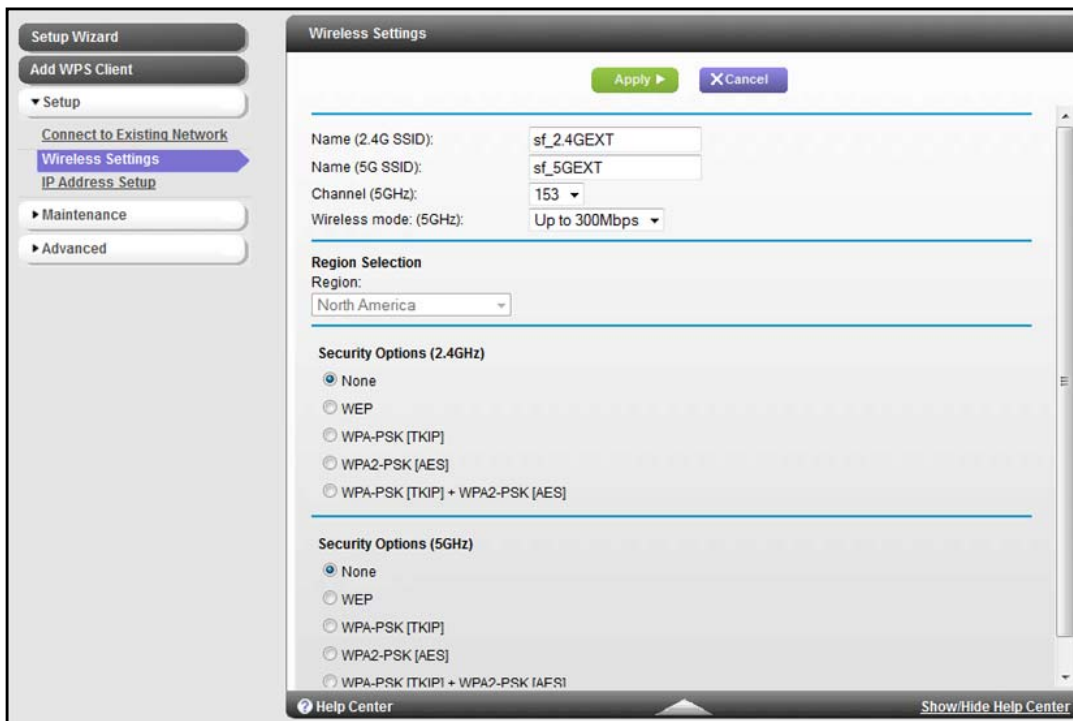 Setup Wizard
Add WPS Client
Setup
Connect to Existing Network
Wireless Settings
IP Address Setup
Maintenance
Advanced
Wireless Settings
Apply
Cancel
Name (2.4G SSID): sf_2.4GEXT
Name (5G SSID): sf_5GEXT
Channel (5GHz): 153
Wireless mode: (5GHz): Up to 300Mbps
Region Selection
Region:
North America
Security Options (2.4GHz)
None
WEP
WPA-PSK [TKIP]
WPA2-PSK [AES]
WPA-PSK [TKIP] + WPA2-PSK [AES]
Security Options (5GHz)
None
WEP
WPA-PSK [TKIP]
WPA2-PSK [AES]
WPA-PSK [TKIP] + WPA2-PSK [AES]
Help Center
Show/Hide Help Center